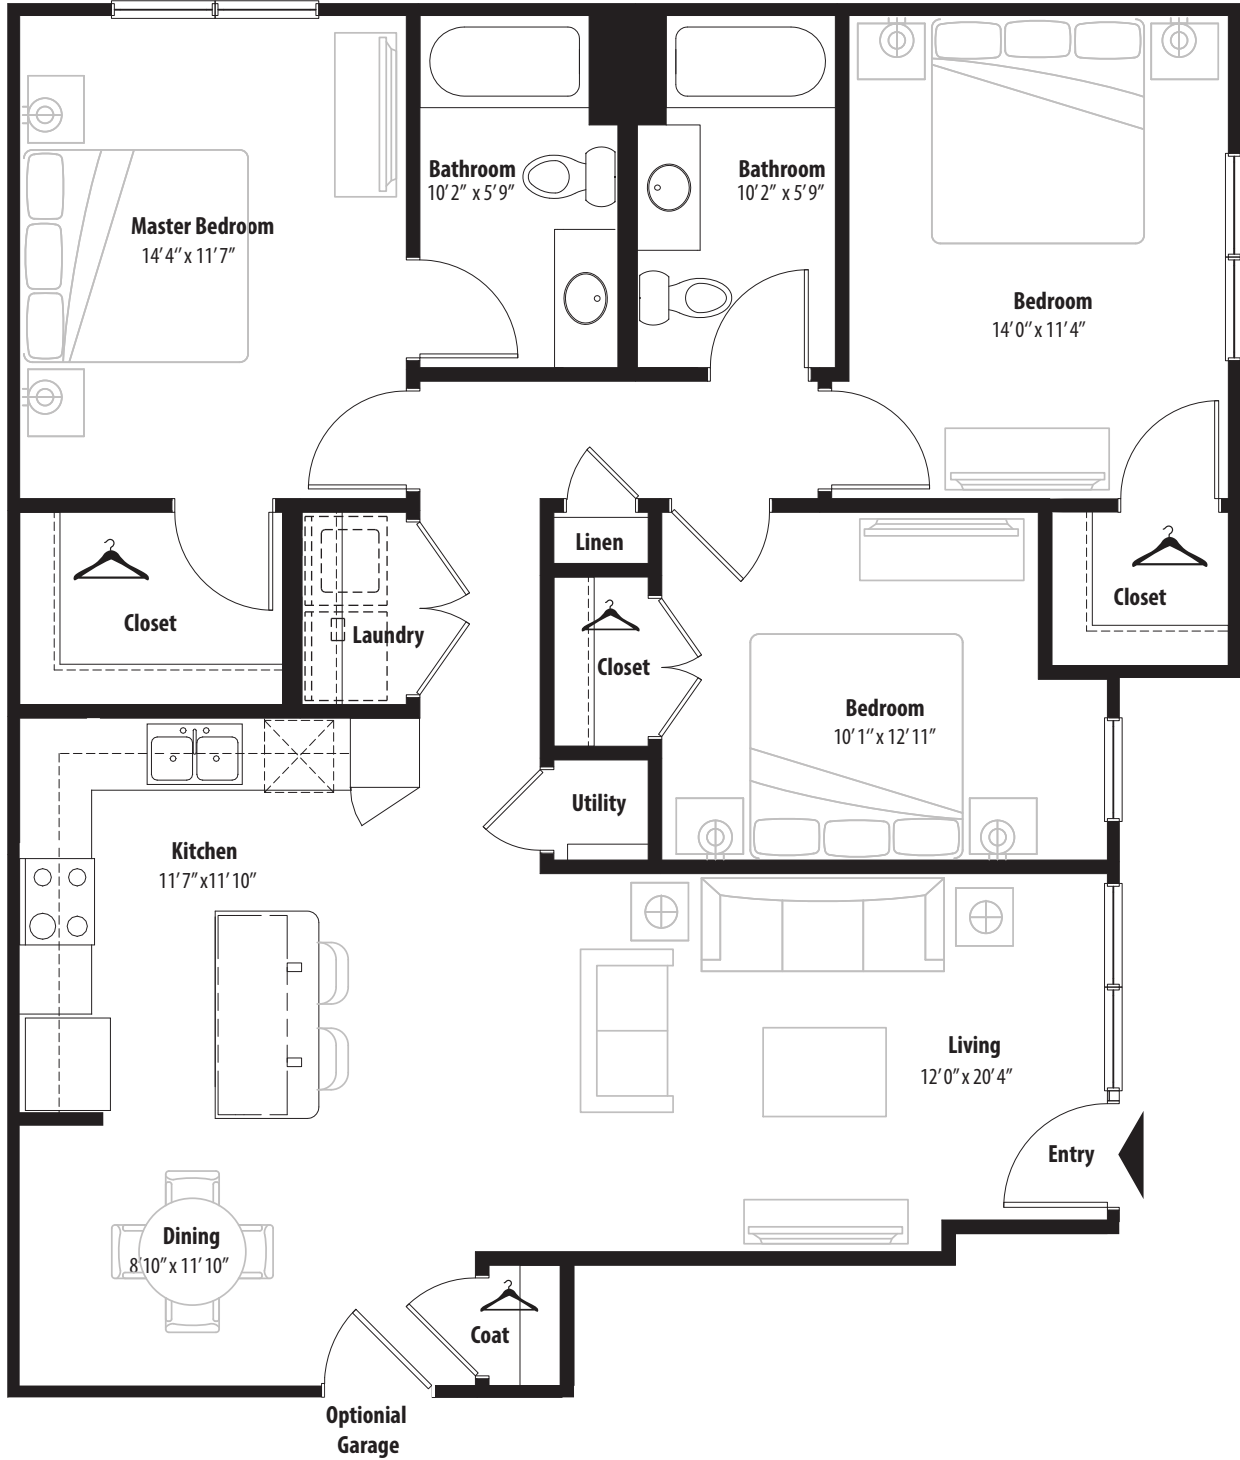 Bathroom
10'2" x 5'9"
Bathroom
10'2" x 5'9"
Master Bedroom
14'4" x 11'7"
Bedroom
14'0" x 11'4"
Linen
Closet
Closet
Laundry
Closet
Bedroom
10'1" x 12'11"
Utility
Kitchen
11'7"x11'10"
Living
12'0" x 20'4"
Entry
Dining
8'10" x 11'10"
Coat
Optionial
Garage